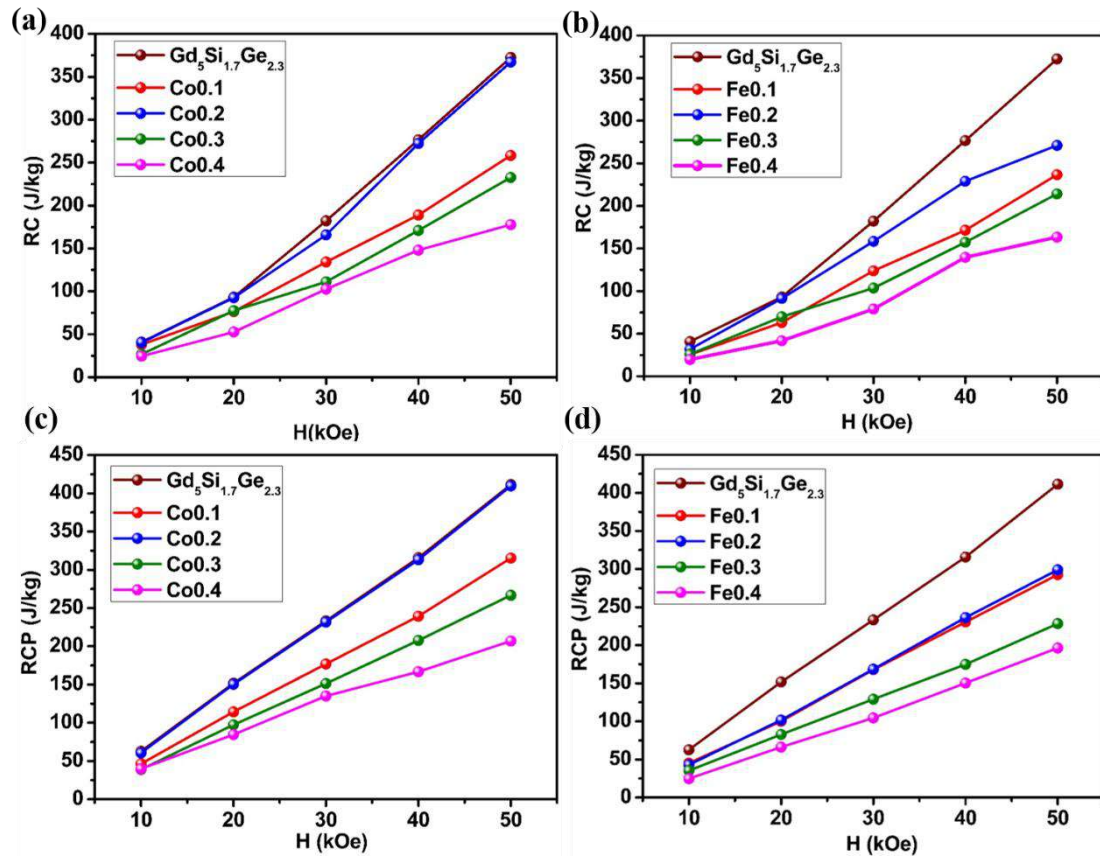 (a)
400
350
300
250
200
150
100
50
0
RC (J/kg)
Gd₅Si₁.₇Ge₂.₃
Co0.1
Co0.2
Co0.3
Co0.4
10 20 30 40 50
H(kOe)
(b)
400
350
300
250
200
150
100
50
0
RC (J/kg)
Gd₅Si₁.₇Ge₂.₃
Fe0.1
Fe0.2
Fe0.3
Fe0.4
10 20 30 40 50
H (kOe)
(c)
450
400
350
300
250
200
150
100
50
0
RCP (J/kg)
Gd₅Si₁.₇Ge₂.₃
Co0.1
Co0.2
Co0.3
Co0.4
10 20 30 40 50
H (kOe)
(d)
450
400
350
300
250
200
150
100
50
0
RCP (J/kg)
Gd₅Si₁.₇Ge₂.₃
Fe0.1
Fe0.2
Fe0.3
Fe0.4
10 20 30 40 50
H (kOe)